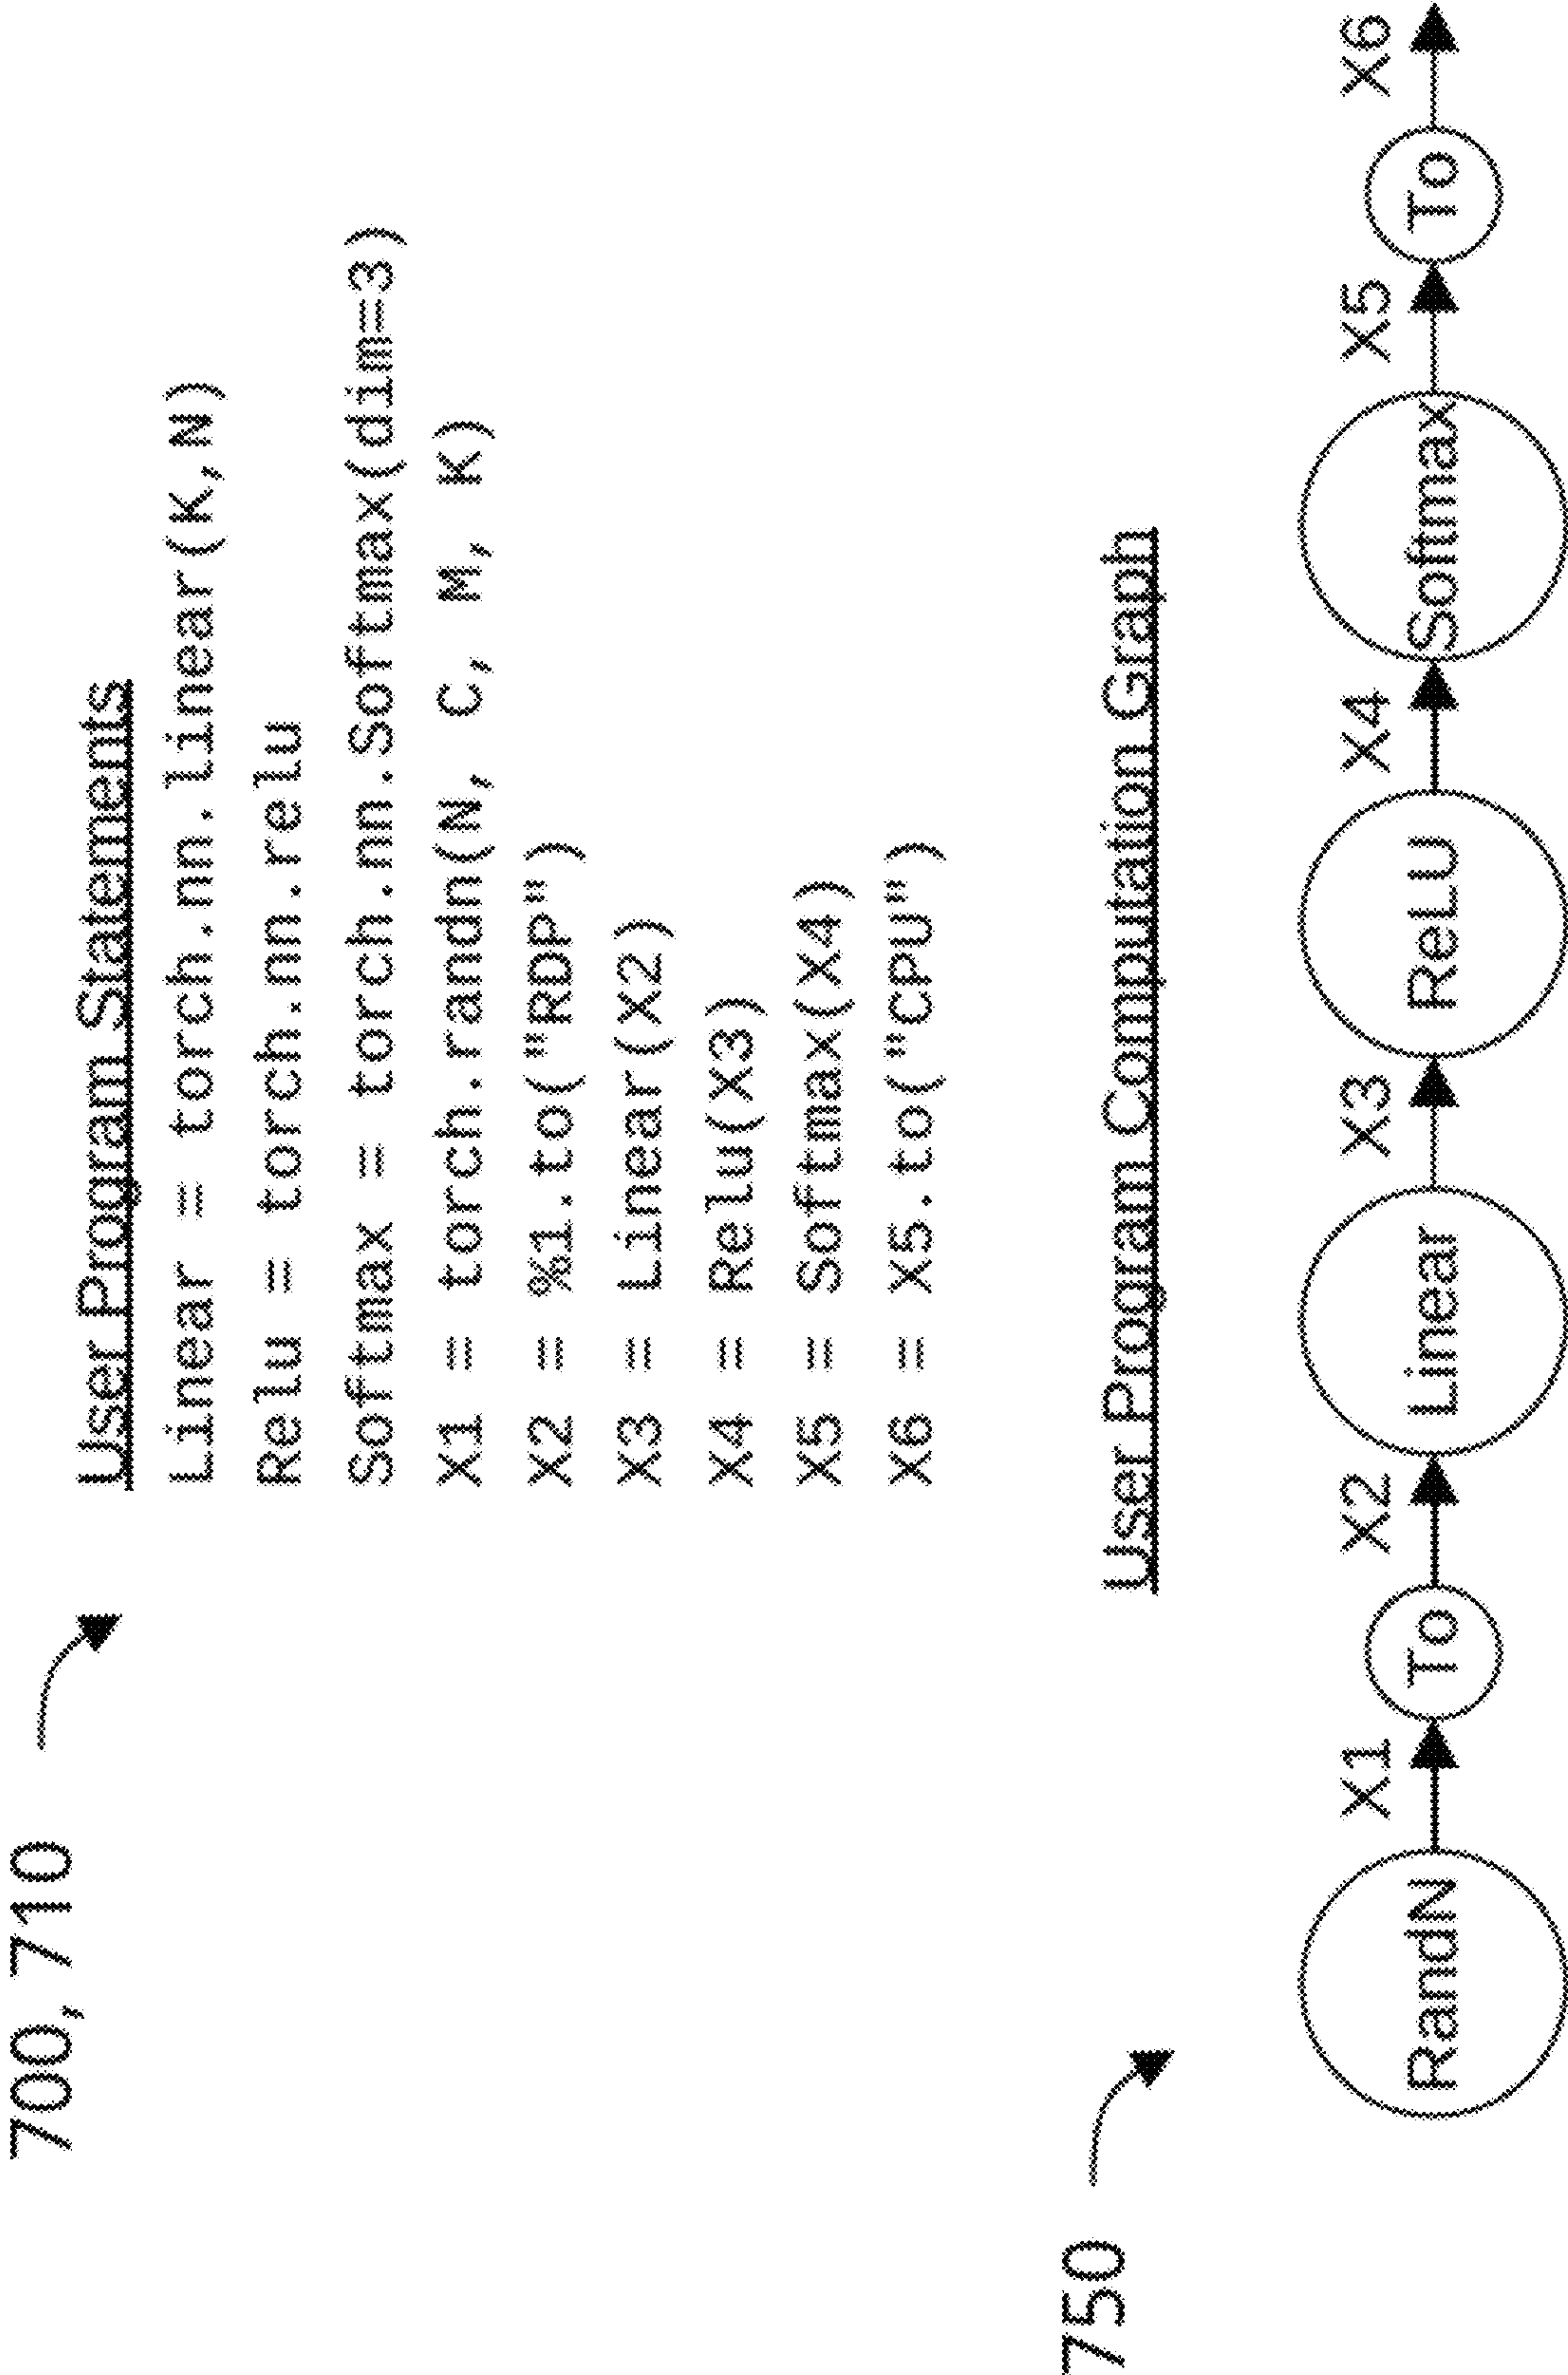 700, 710
User Program Statements
Linear = torch.nn.linear(K,N)
Relu = torch.nn.relu
Softmax = torch.nn.Softmax(dim=3)
X1 = torch.randn(N, C, M, K)
X2 = %1.to("RDP")
X3 = Linear(X2)
X4 = Relu(X3)
X5 = Softmax(X4)
X6 = X5.to("CPU")
750
User Program Computation Graph
RandN X1 To X2 Linear X3 ReLU X4 Softmax X5 To X6